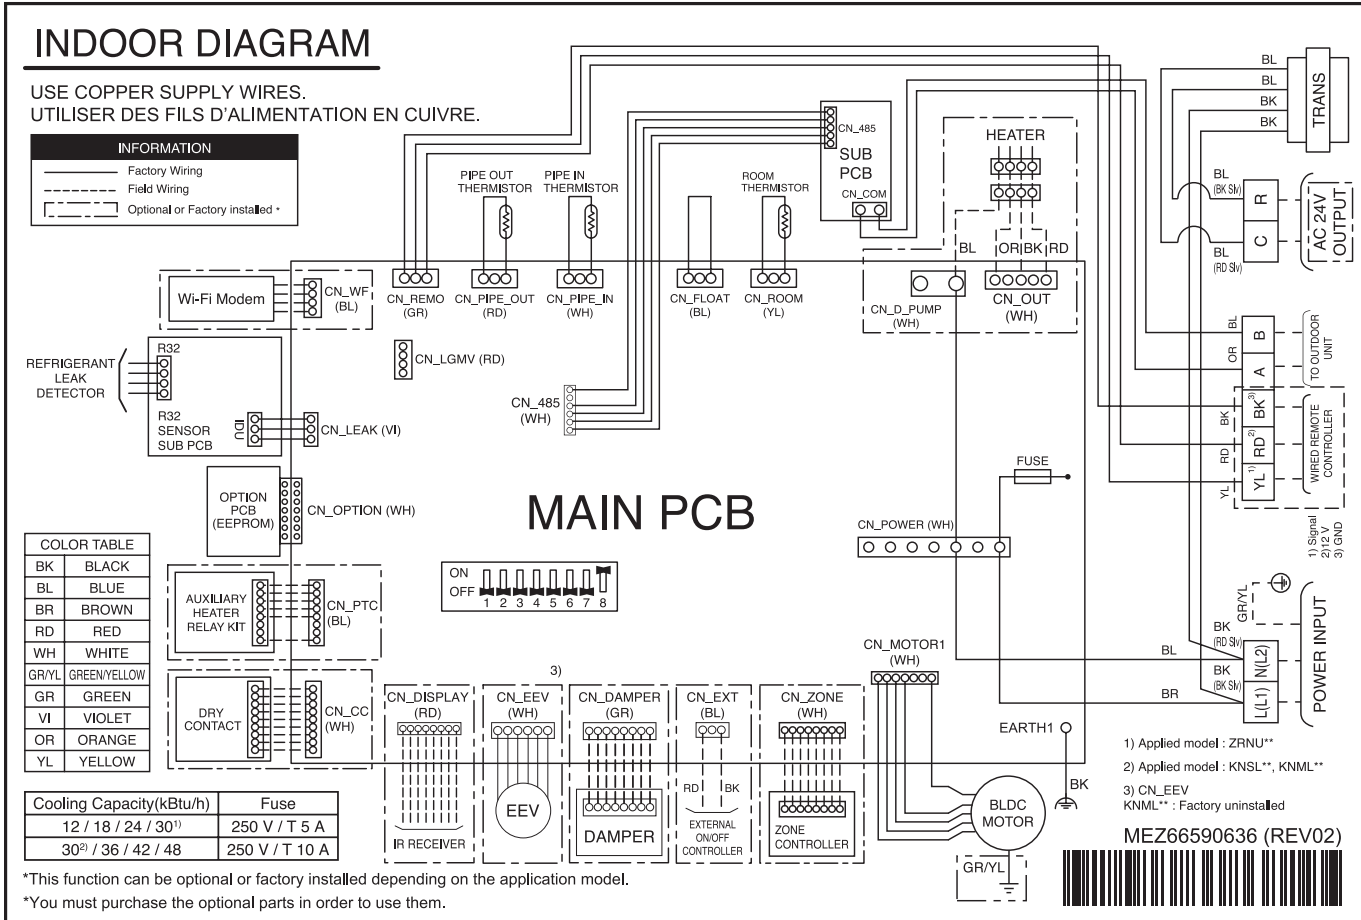 INDOOR DIAGRAM
USE COPPER SUPPLY WIRES.
UTILISER DES FILS D'ALIMENTATION EN CUIVRE.
INFORMATION
Factory Wiring
Field Wiring
Optional or Factory installed *
PIPE OUT
THERMISTOR
PIPE IN
THERMISTOR
ROOM
THERMISTOR
CN_485
SUB
PCB
CN_COM
HEATER
BL
OR
BK
RD
BL
BL
BK
BK
TRANS
BL
(BK Slv)
R
C
BL
(RD Slv)
AC 24V
OUTPUT
Wi-Fi Modem
CN_WF
(BL)
CN_REMO
(GR)
CN_PIPE_OUT
(RD)
CN_PIPE_IN
(WH)
CN_FLOAT
(BL)
CN_ROOM
(YL)
CN_D_PUMP
(WH)
CN_OUT
(WH)
BL
OR
B
A
TO OUTDOOR
UNIT
REFRIGERANT
LEAK
DETECTOR
R32
R32
SENSOR
SUB PCB
IDU
CN_LEAK (VI)
CN_LGMV (RD)
CN_485
(WH)
BK
RD
YL
BK 3)
RD 2)
YL 1)
WIRED REMOTE
CONTROLLER
1) Signal
2)12 V
3) GND
OPTION
PCB
(EEPROM)
CN_OPTION (WH)
MAIN PCB
FUSE
CN_POWER (WH)
ON
OFF
1 2 3 4 5 6 7 8
COLOR TABLE
BK BLACK
BL BLUE
BR BROWN
RD RED
WH WHITE
GR/YL GREEN/YELLOW
GR GREEN
VI VIOLET
OR ORANGE
YL YELLOW
AUXILIARY
HEATER
RELAY KIT
CN_PTC
(BL)
DRY
CONTACT
CN_CC
(WH)
CN_MOTOR1
(WH)
GR/YL
BK
(RD Slv)
BL
BK
(BK Slv)
BR
N(L2)
L(L1)
POWER INPUT
3)
CN_DISPLAY
(RD)
IR RECEIVER
CN_EEV
(WH)
EEV
CN_DAMPER
(GR)
DAMPER
CN_EXT
(BL)
RD
BK
EXTERNAL
ON/OFF
CONTROLLER
CN_ZONE
(WH)
ZONE
CONTROLLER
EARTH1
BK
BLDC
MOTOR
GR/YL
1) Applied model : ZRNU**
2) Applied model : KNSL**, KNML**
3) CN_EEV
KNML** : Factory uninstalled
MEZ66590636 (REV02)
Cooling Capacity(kBtu/h) Fuse
12 / 18 / 24 / 30 1) 250 V / T 5 A
30 2) / 36 / 42 / 48 250 V / T 10 A
*This function can be optional or factory installed depending on the application model.
*You must purchase the optional parts in order to use them.